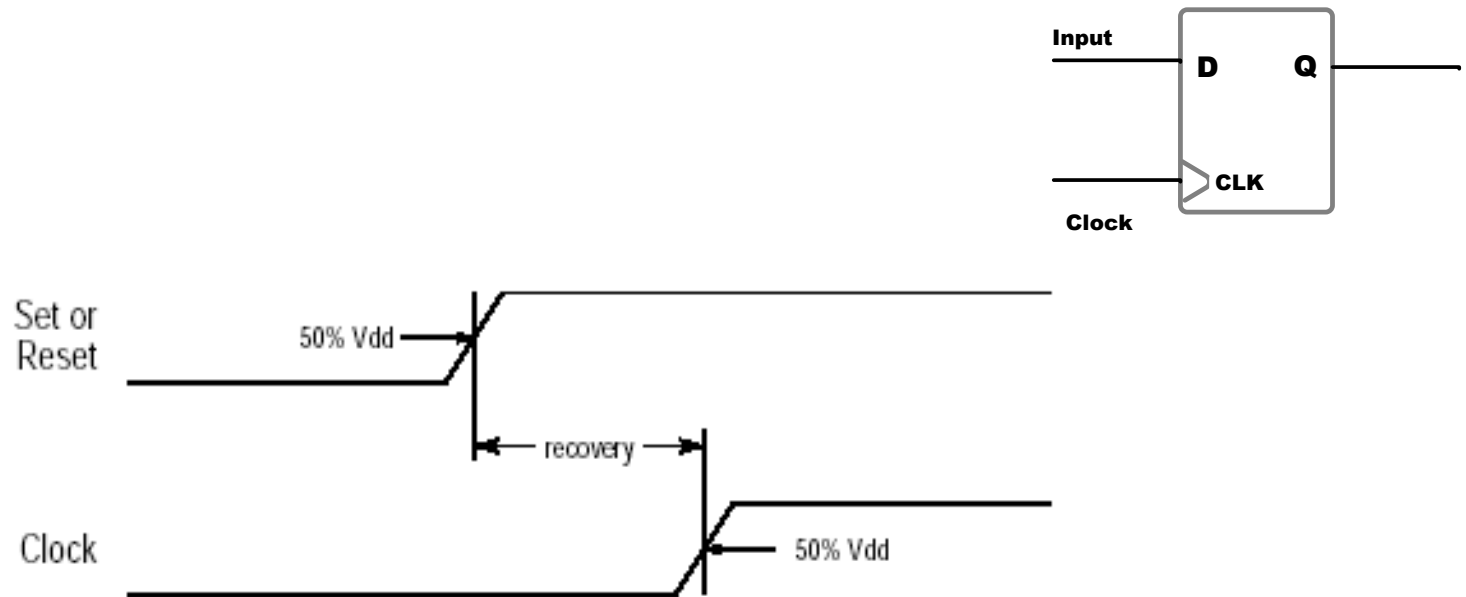 Input
D Q
CLK
Clock
Set or
Reset
50% Vdd
recovery
Clock
50% Vdd